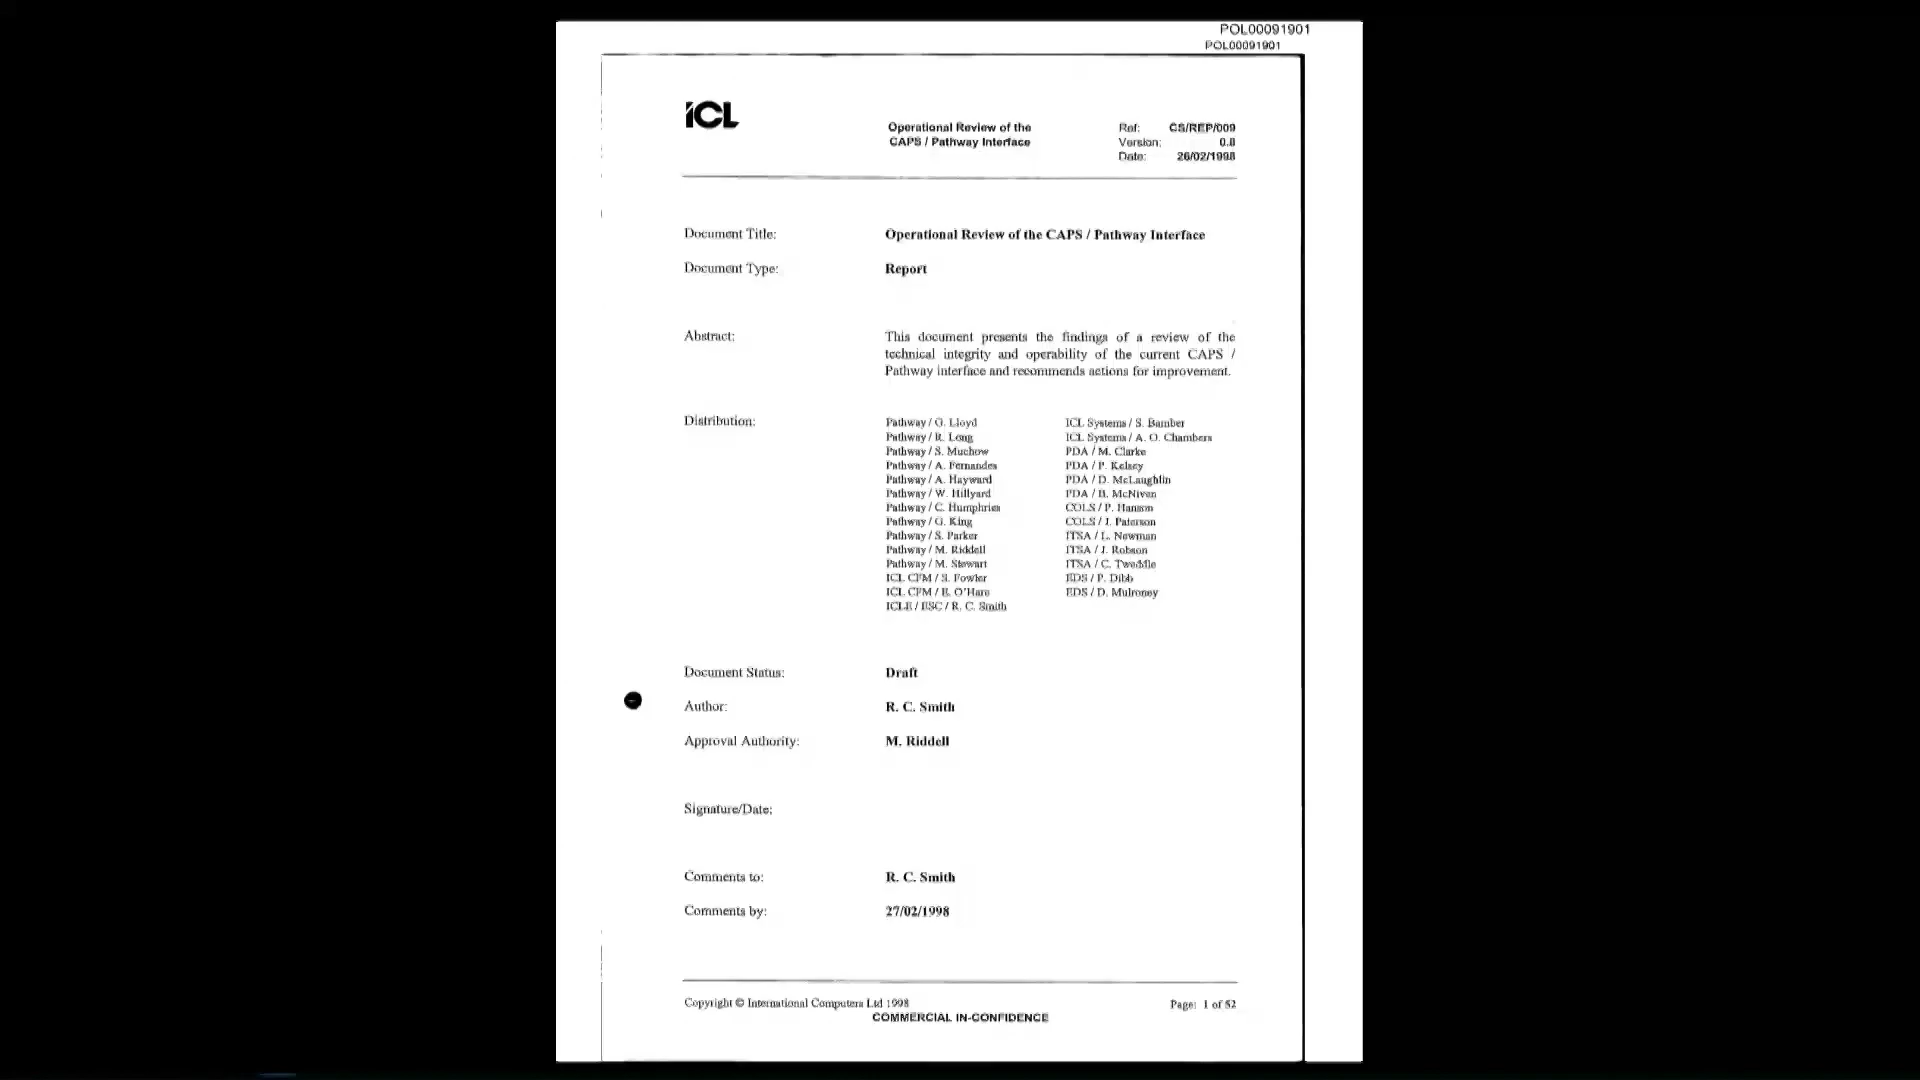 POL00091901
POL00091901
ICL
Operational Review of the
CAPS / Pathway Interface
Ref: CS/REP/009
Version: 0.8
Date: 26/02/1998
Document Title: Operational Review of the CAPS / Pathway Interface
Document Type: Report
Abstract: This document presents the findings of a review of the
technical integrity and operability of the current CAPS /
Pathway interface and recommends actions for improvement.
Distribution:
Pathway / G. Lloyd
Pathway / R. Long
Pathway / S. Muchow
Pathway / A. Fernandes
Pathway / A. Hayward
Pathway / W. Hillyard
Pathway / C. Humphries
Pathway / G. King
Pathway / S. Parker
Pathway / M. Riddell
Pathway / M. Stewart
ICL CFM / S. Fowler
ICL CFM / B. O'Hare
ICLE / ESC / R. C. Smith
ICL Systems / S. Bamber
ICL Systems / A. O. Chambers
PDA / M. Clarke
PDA / P. Kelsey
PDA / D. McLaughlin
PDA / B. McNiven
COLS / P. Hanson
COLS / J. Paterson
ITSA / L. Newman
ITSA / J. Robson
ITSA / C. Tweddle
EDS / P. Dibb
EDS / D. Mulroney
Document Status: Draft
Author: R. C. Smith
Approval Authority: M. Riddell
Signature/Date:
Comments to: R. C. Smith
Comments by: 27/02/1998
Copyright © International Computers Ltd 1998
Page: 1 of 52
COMMERCIAL IN-CONFIDENCE